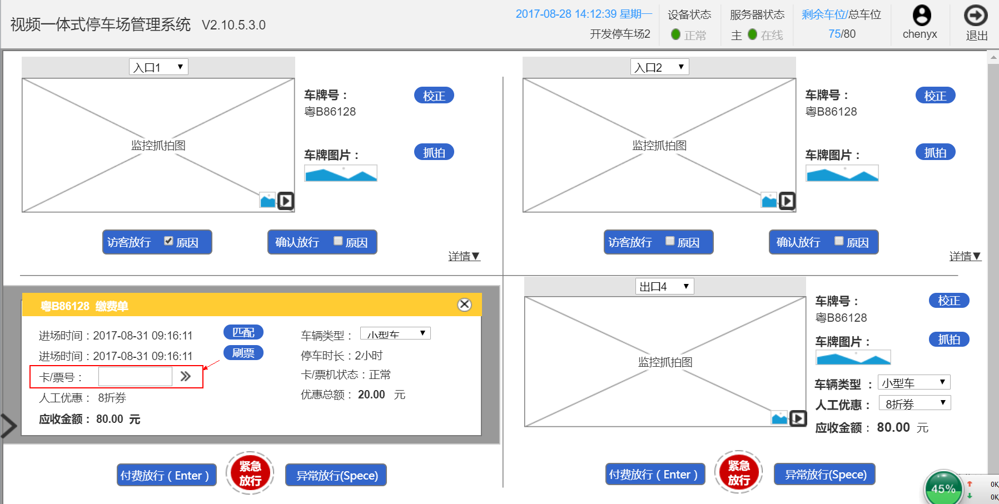 视频一体式停车场管理系统 V2.10.5.3.0
2017-08-28 14:12:39 星期一
开发停车场2
设备状态
正常
服务器状态
主 在线
剩余车位/总车位
75/80
chenyx
退出
入口1
监控抓拍图
车牌号：
粤B86128
校正
车牌图片：
抓拍
访客放行 原因
确认放行 原因
详情▼
入口2
监控抓拍图
车牌号：
粤B86128
校正
车牌图片：
抓拍
访客放行 原因
确认放行 原因
详情▼
粤B86128 缴费单
进场时间：2017-08-31 09:16:11
匹配
进场时间：2017-08-31 09:16:11
刷票
卡/票号：
人工优惠： 8折券
应收金额： 80.00 元
车辆类型： 小型车
停车时长：2小时
卡/票机状态：正常
优惠总额： 20.00 元
付费放行（Enter）
紧急
放行
异常放行(Spece)
出口4
监控抓拍图
车牌号：
粤B86128
校正
车牌图片：
抓拍
车辆类型： 小型车
人工优惠： 8折券
应收金额： 80.00 元
付费放行（Enter）
紧急
放行
异常放行(Spece)
45%
0K
0K